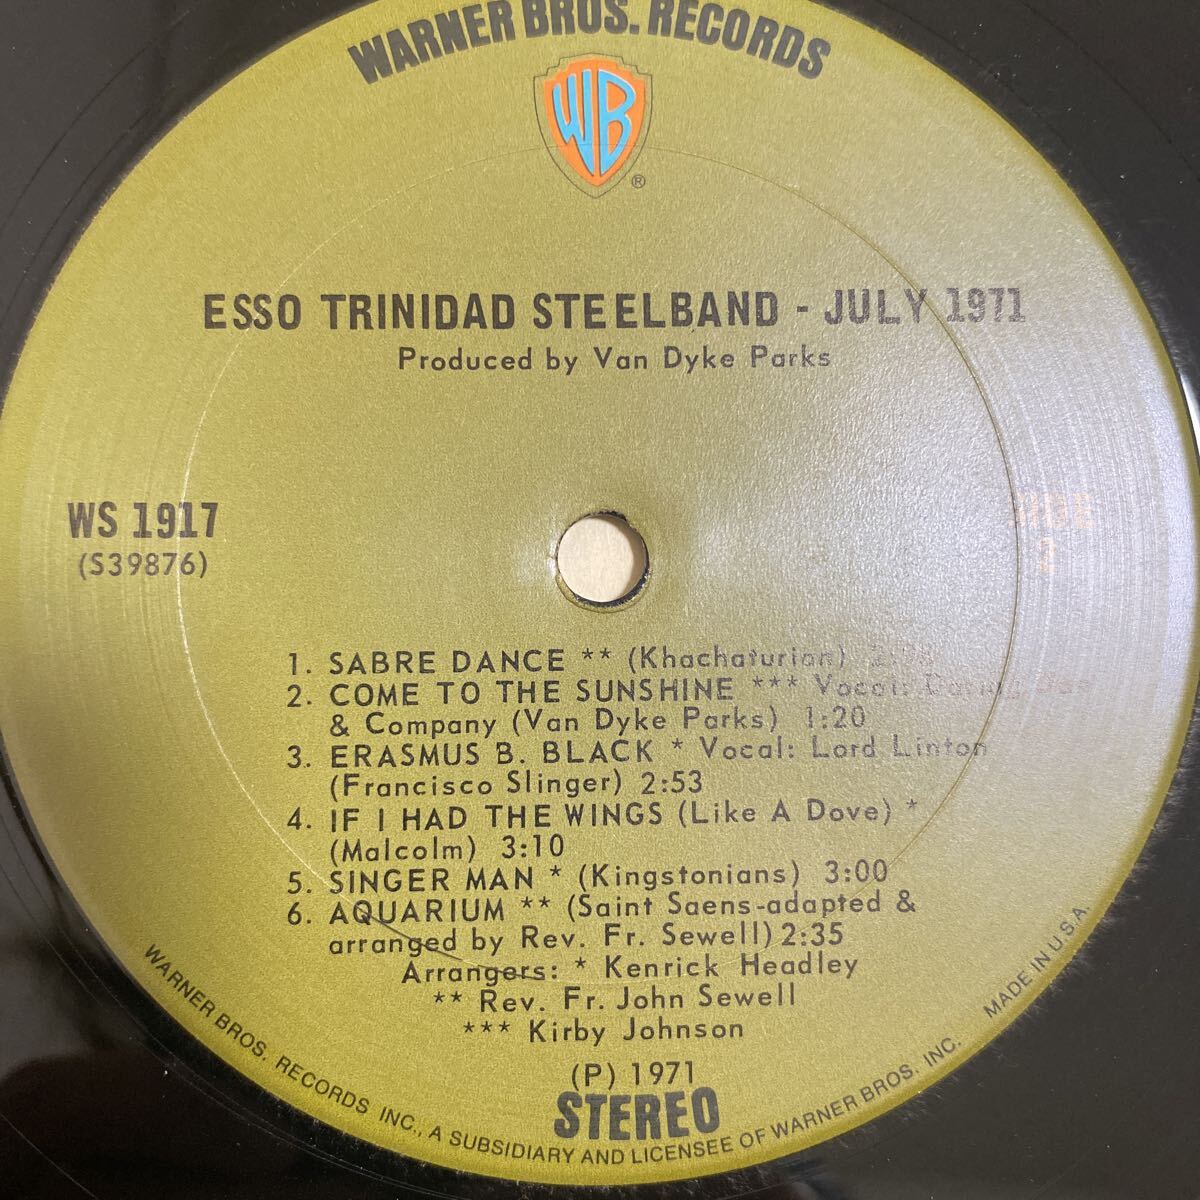 WARNER BROS. RECORDS
WB
®
ESSO TRINIDAD STEELBAND - JULY 1971
Produced by Van Dyke Parks
WS 1917
(S39876)
SIDE
2
1. SABRE DANCE ** (Khachaturian)
2. COME TO THE SUNSHINE *** Vocal:
& Company (Van Dyke Parks) 1:20
3. ERASMUS B. BLACK * Vocal: Lord Linton
(Francisco Slinger) 2:53
4. IF I HAD THE WINGS (Like A Dove) *
(Malcolm) 3:10
5. SINGER MAN * (Kingstonians) 3:00
6. AQUARIUM ** (Saint Saens-adapted &
arranged by Rev. Fr. Sewell) 2:35
Arrangers: * Kenrick Headley
** Rev. Fr. John Sewell
*** Kirby Johnson
(P) 1971
STEREO
WARNER BROS. RECORDS INC., A SUBSIDIARY AND LICENSEE OF WARNER BROS. INC. MADE IN U.S.A.